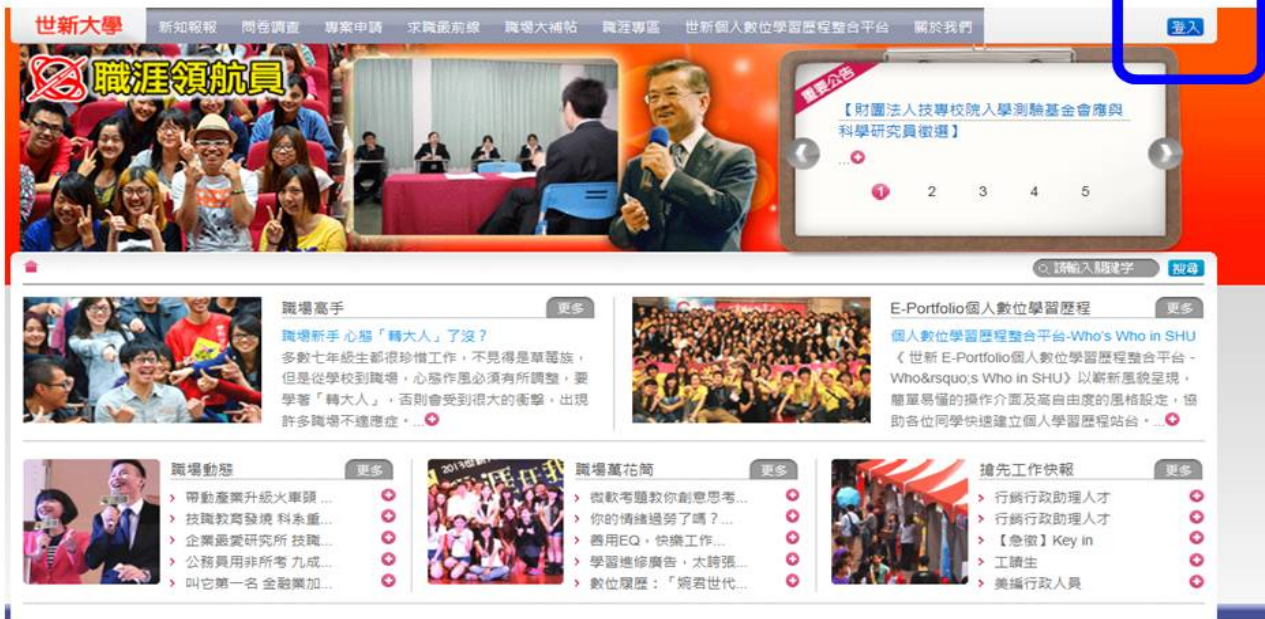 世新大學
新知報報 問卷調查 專案申請 求職最前線 職場大補帖 職涯專區 世新個人數位學習歷程整合平台 關於我們
登入
職涯領航員
重要公告
【財團法人技專校院入學測驗基金會應與
科學研究員徵選】
...
1 2 3 4 5
請輸入關鍵字 搜尋
職場高手 更多
職場新手 心態「轉大人」了沒？
多數七年級生都很珍惜工作，不見得是草莓族，
但是從學校到職場，心態作風必須有所調整，要
學著「轉大人」，否則會受到很大的衝擊，出現
許多職場不適應症。...
E-Portfolio個人數位學習歷程 更多
個人數位學習歷程整合平台-Who's Who in SHU
《 世新 E-Portfolio個人數位學習歷程整合平台 -
Who&rsquo;s Who in SHU》以嶄新風貌呈現，
簡單易懂的操作介面及高自由度的風格設定，協
助各位同學快速建立個人學習歷程站台。...
職場動態 更多
帶動產業升級火車頭 ...
技職教育發燒 科系重...
企業最愛研究所 技職...
公務員用非所考 九成...
叫它第一名 金融業加...
職場萬花筒 更多
微軟考題教你創意思考...
你的情緒過勞了嗎？...
善用EQ，快樂工作...
學習進修廣告，太誇張...
數位履歷：「婉君世代...
搶先工作快報 更多
行銷行政助理人才
行銷行政助理人才
【急徵】Key in
工讀生
美編行政人員